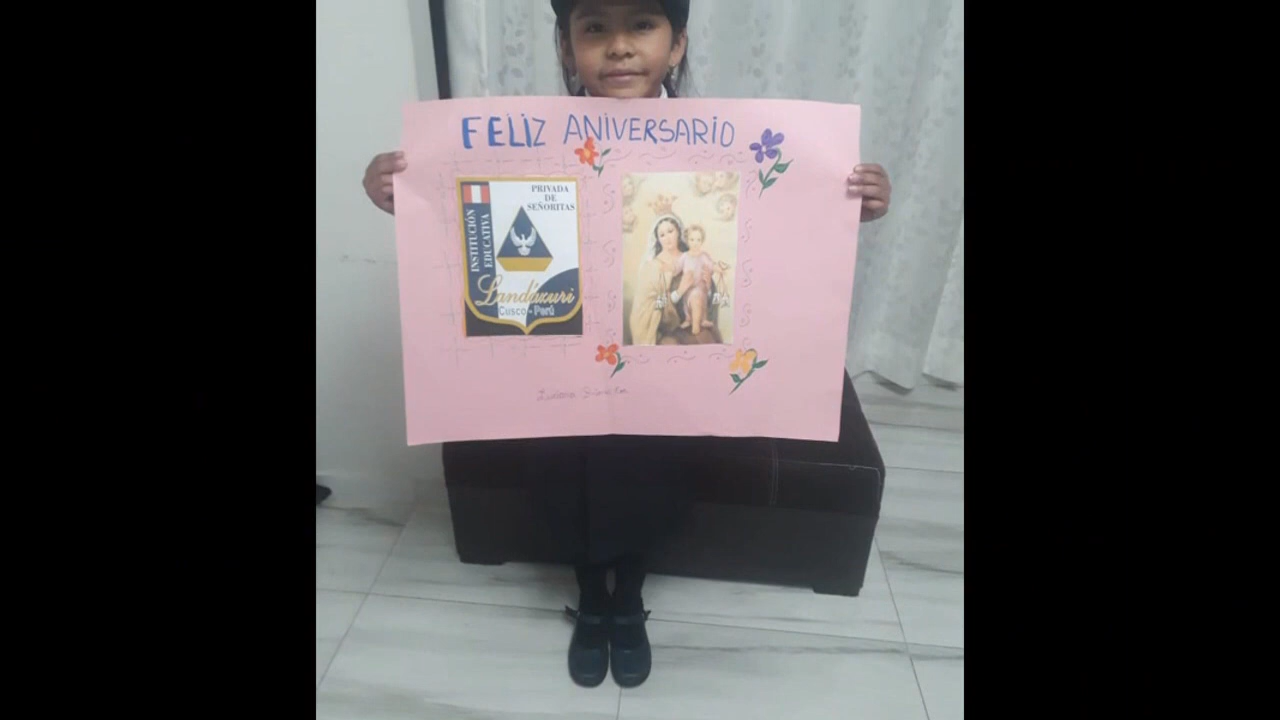 FELIZ ANIVERSARIO
PRIVADA
DE
SEÑORITAS
INSTITUCIÓN
EDUCATIVA
Landázuri
Cusco - Perú